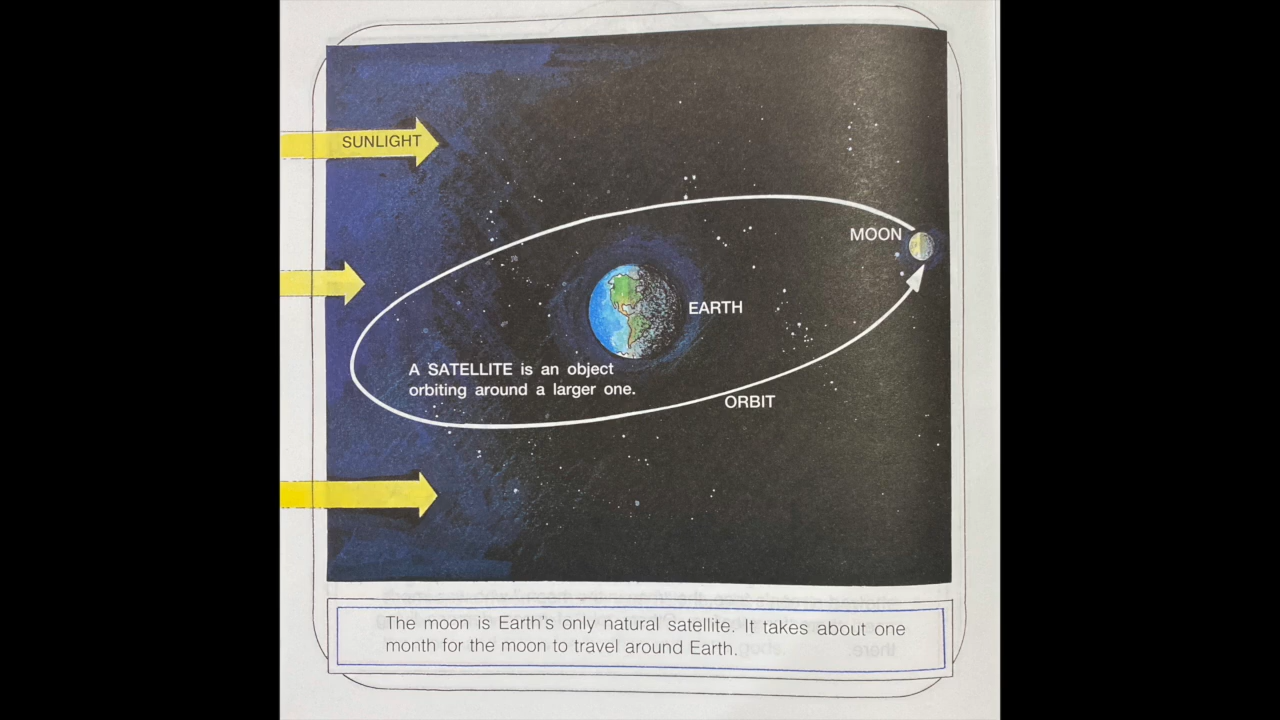 SUNLIGHT
MOON
EARTH
A SATELLITE is an object
orbiting around a larger one.
ORBIT
The moon is Earth's only natural satellite. It takes about one
month for the moon to travel around Earth.